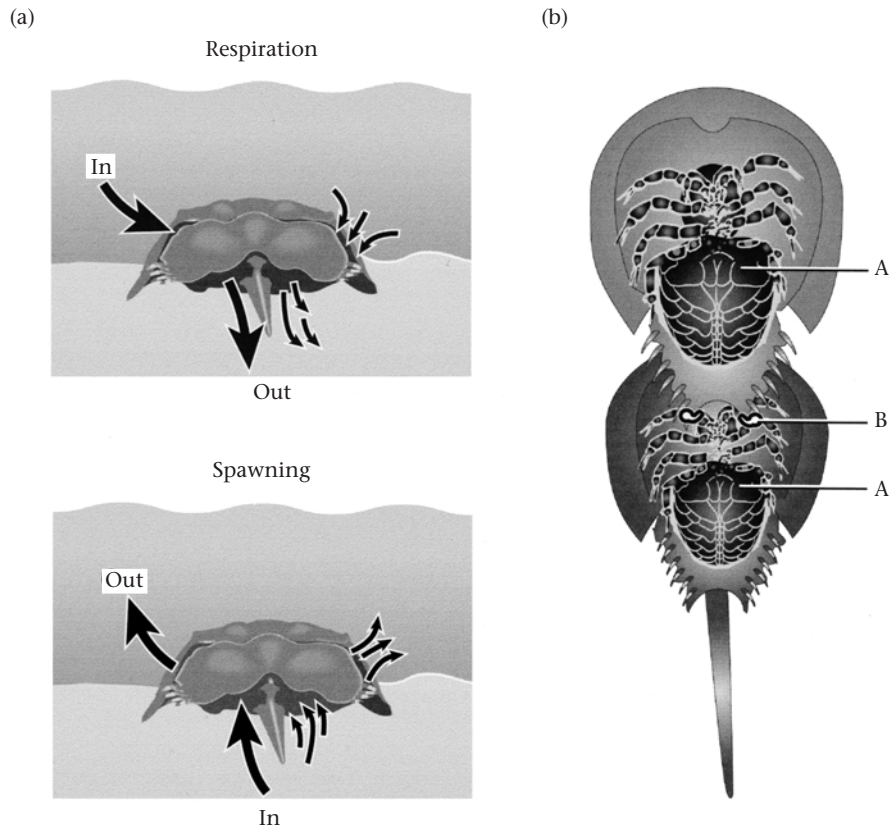 (a)
Respiration
In
Out
Spawning
Out
In
(b)
A
B
A